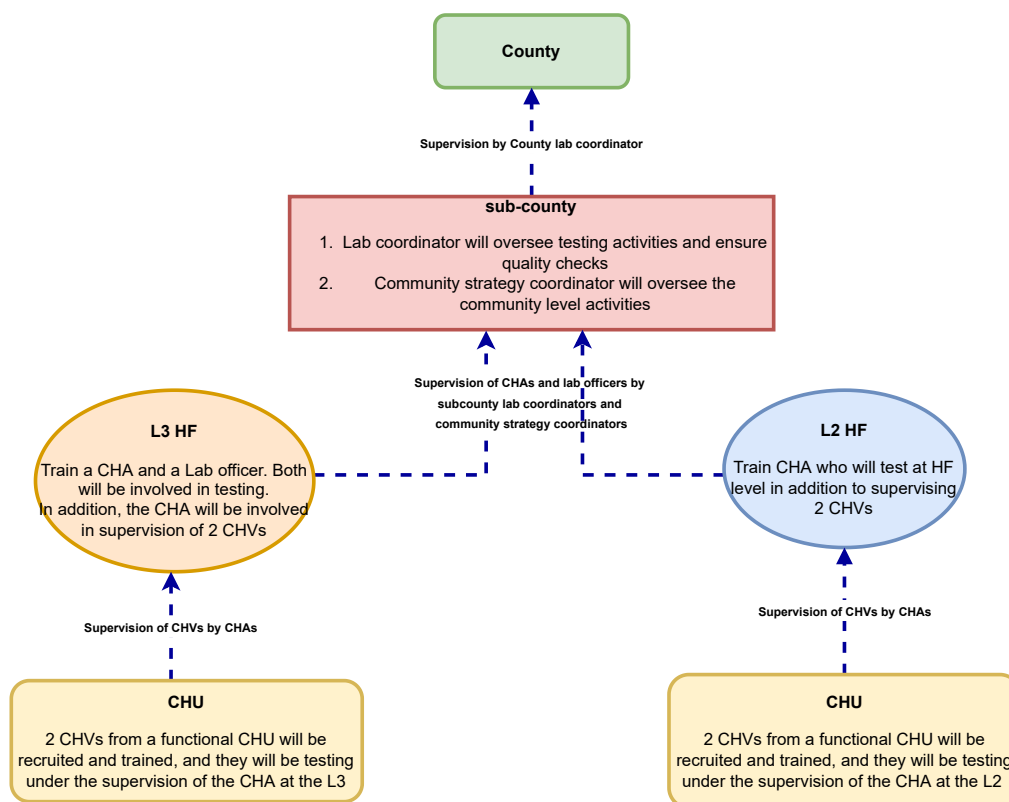 County
Supervision by County lab coordinator
sub-county
1. Lab coordinator will oversee testing activities and ensure
quality checks
2. Community strategy coordinator will oversee the
community level activities
Supervision of CHAs and lab officers by
subcounty lab coordinators and
community strategy coordinators
L3 HF
Train a CHA and a Lab officer. Both
will be involved in testing.
In addition, the CHA will be involved
in supervision of 2 CHVs
L2 HF
Train CHA who will test at HF
level in addition to supervising
2 CHVs
Supervision of CHVs by CHAs
Supervision of CHVs by CHAs
CHU
2 CHVs from a functional CHU will be
recruited and trained, and they will be testing
under the supervision of the CHA at the L3
CHU
2 CHVs from a functional CHU will be
recruited and trained, and they will be testing
under the supervision of the CHA at the L2